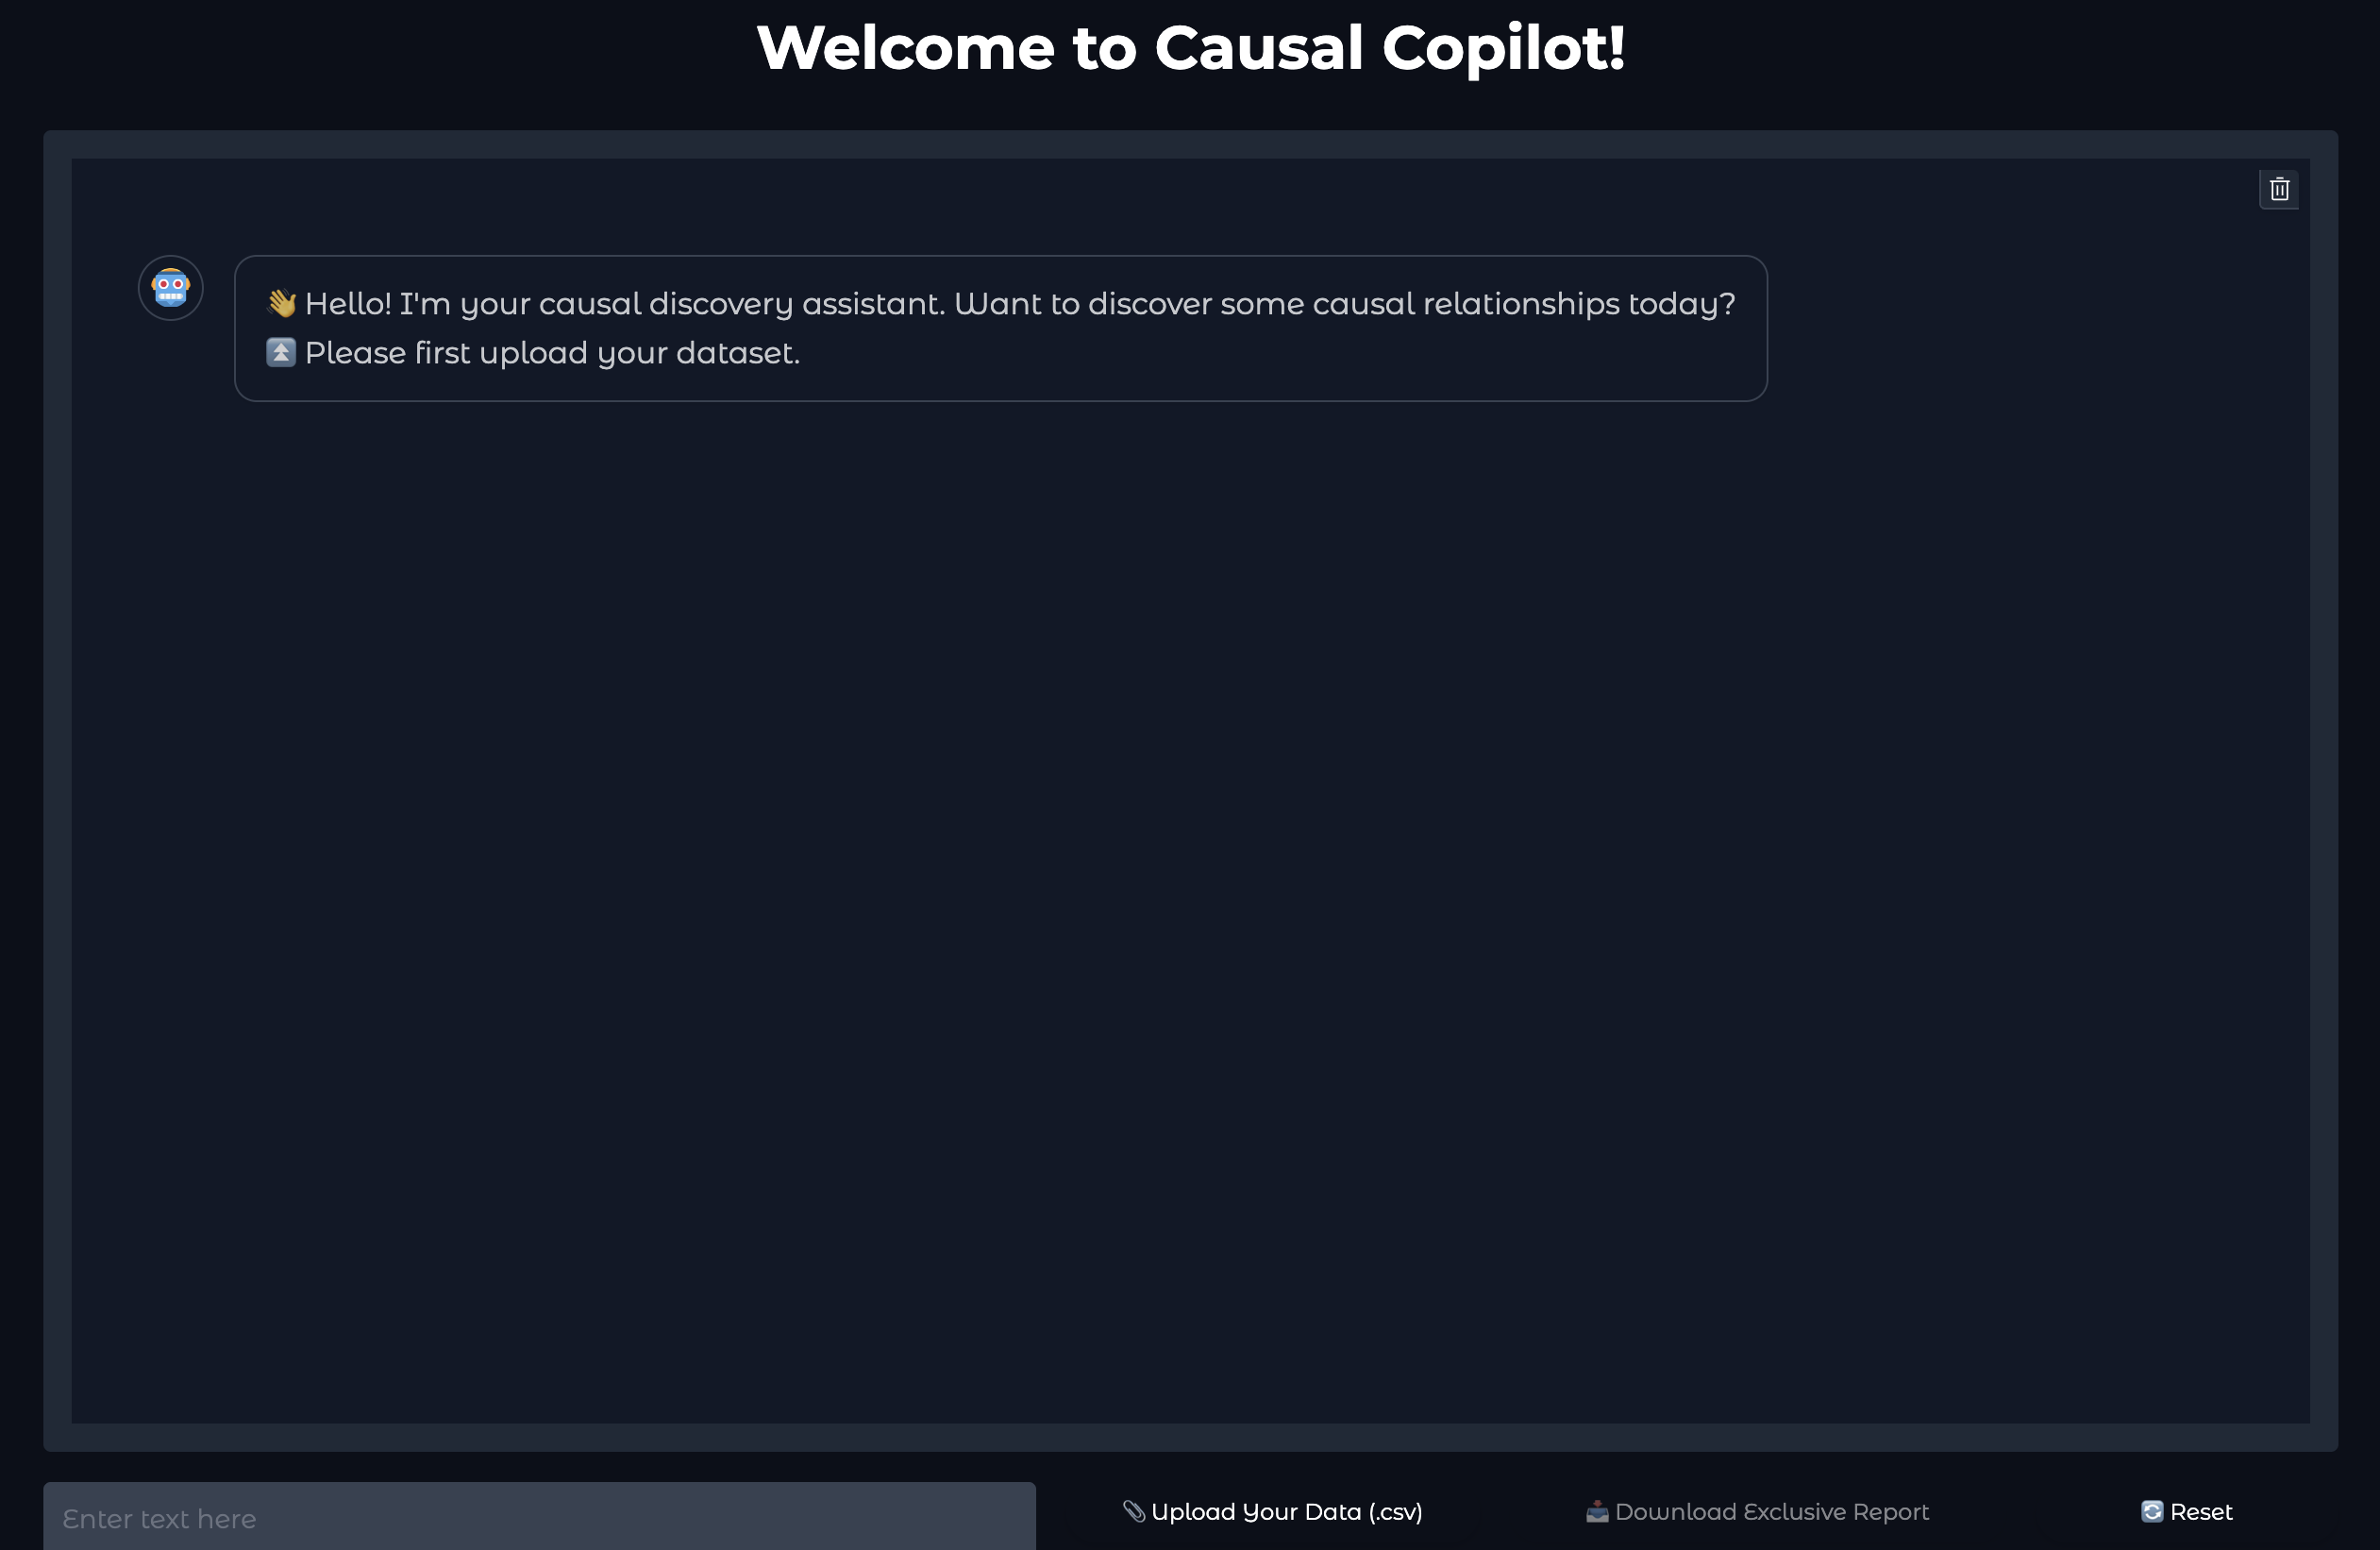 Welcome to Causal Copilot!
👋 Hello! I'm your causal discovery assistant. Want to discover some causal relationships today?
⏫ Please first upload your dataset.
Enter text here
📎 Upload Your Data (.csv)
📥 Download Exclusive Report
🔄 Reset